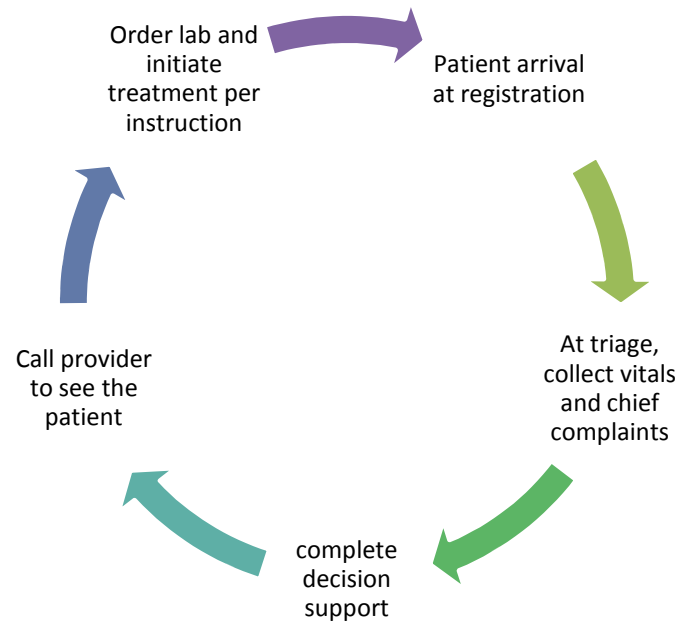 Order lab and
initiate
treatment per
instruction
Patient arrival
at registration
At triage,
collect vitals
and chief
complaints
complete
decision
support
Call provider
to see the
patient